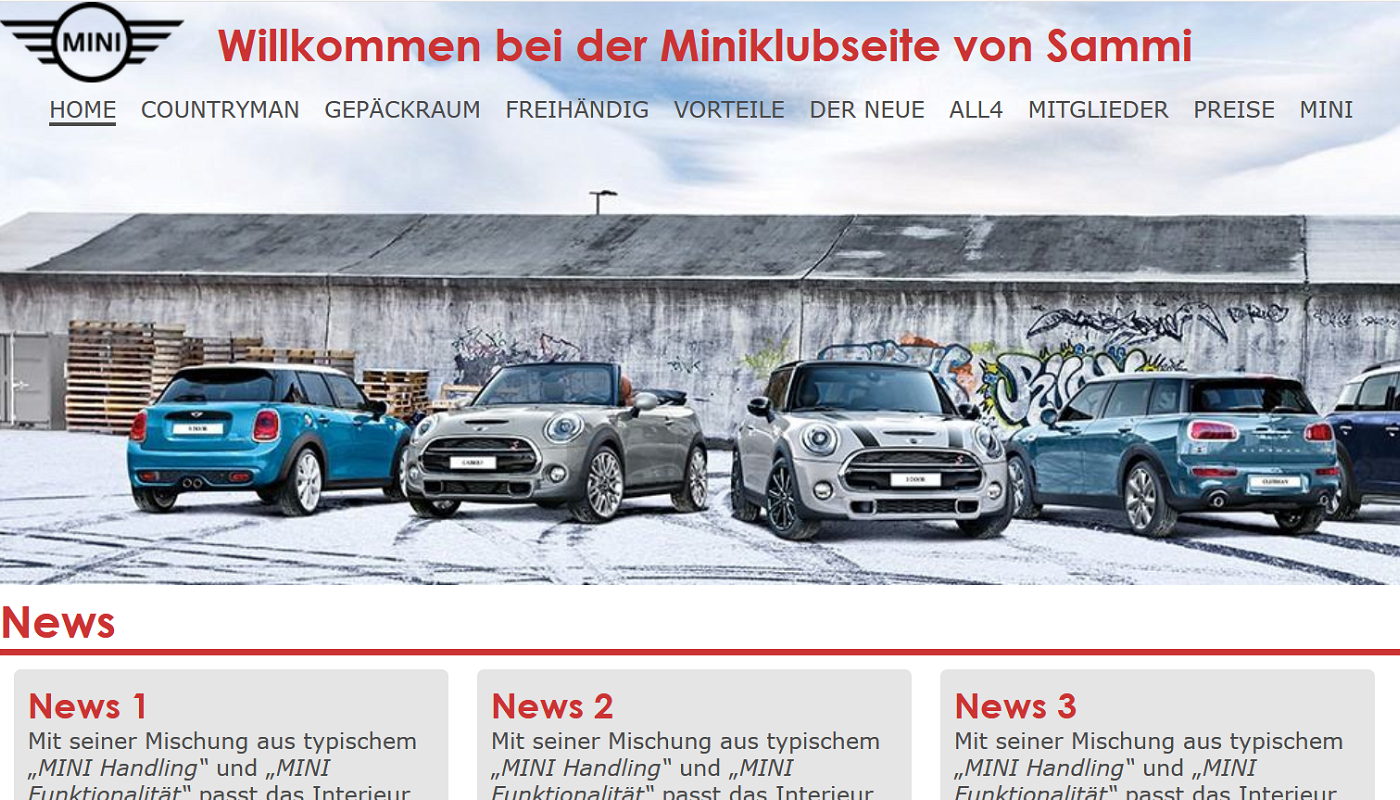 MINI
Willkommen bei der Miniklubseite von Sammi
HOME COUNTRYMAN GEPÄCKRAUM FREIHÄNDIG VORTEILE DER NEUE ALL4 MITGLIEDER PREISE MINI
News
News 1
Mit seiner Mischung aus typischem
„MINI Handling“ und „MINI
Funktionalität“ passt das Interieur
News 2
Mit seiner Mischung aus typischem
„MINI Handling“ und „MINI
Funktionalität“ passt das Interieur
News 3
Mit seiner Mischung aus typischem
„MINI Handling“ und „MINI
Funktionalität“ passt das Interieur